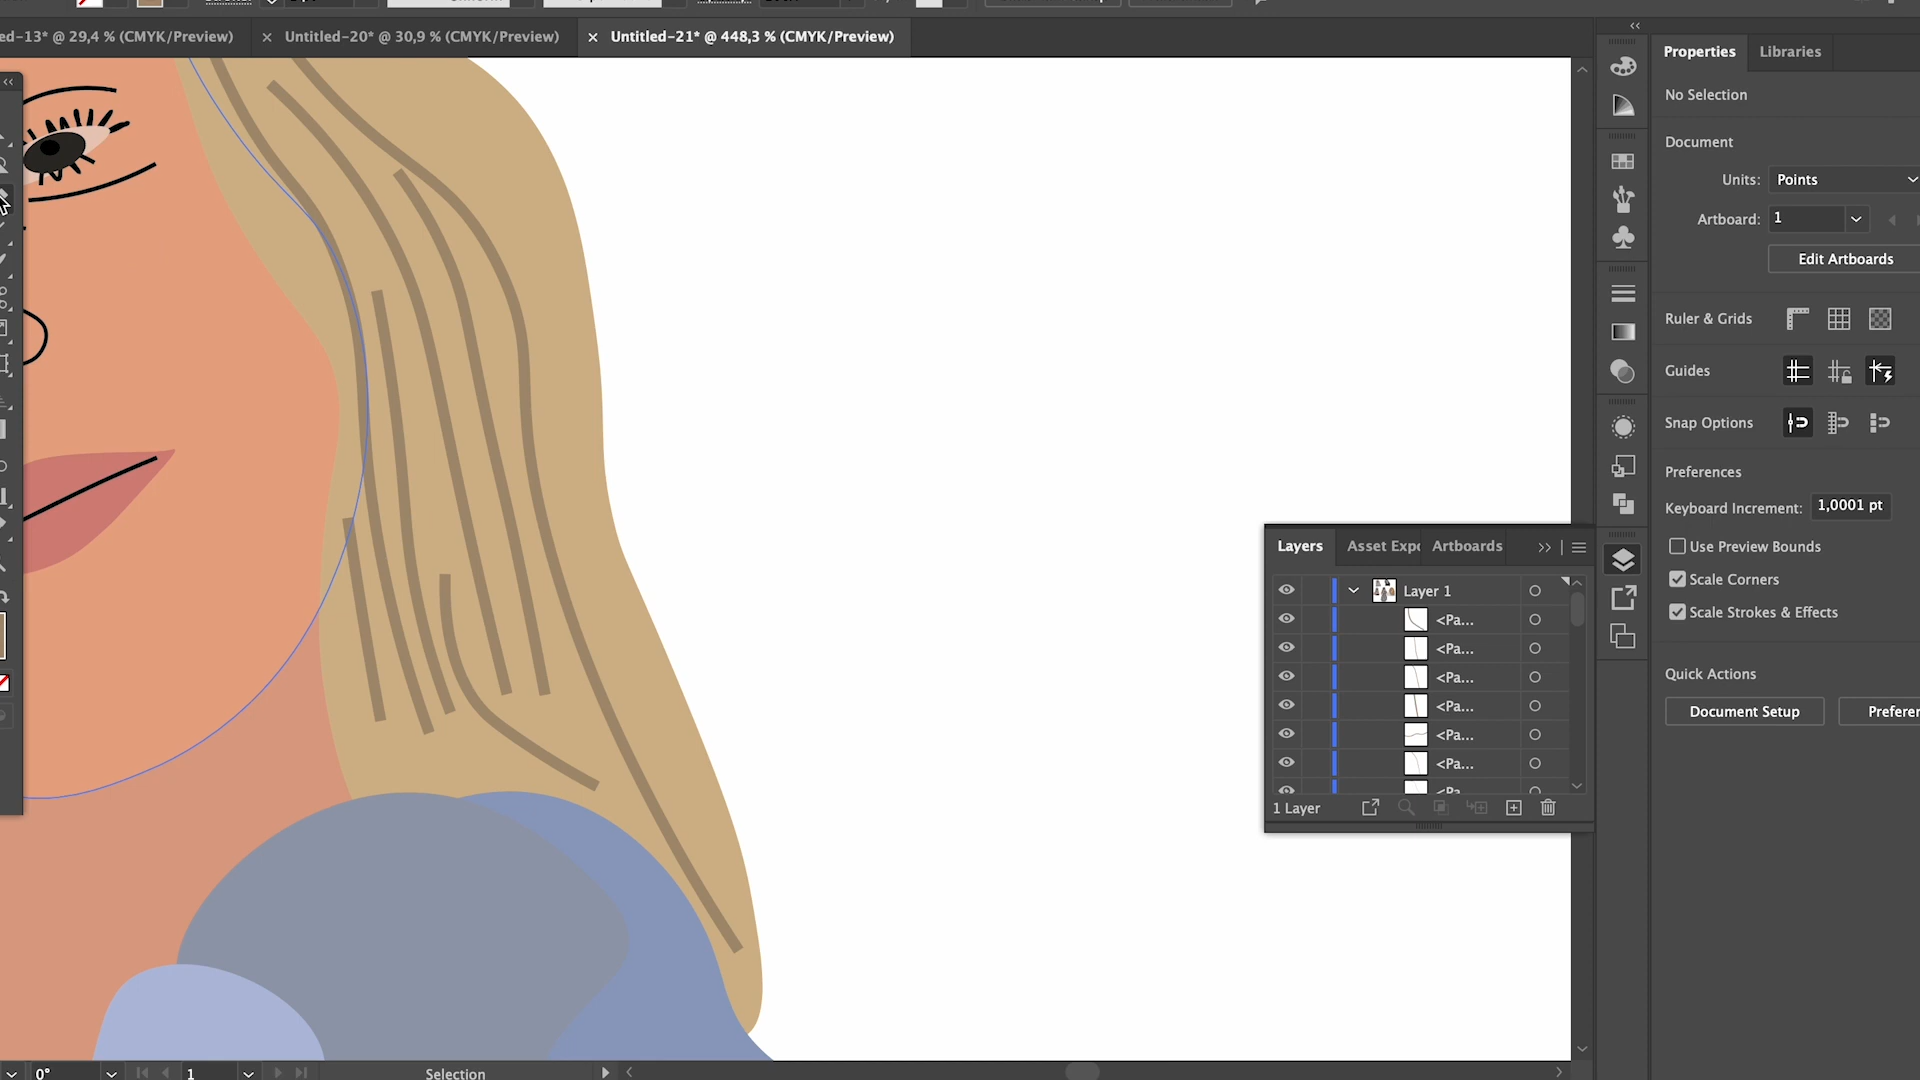 ed-13* @ 29,4 % (CMYK/Preview)
× Untitled-20* @ 30,9 % (CMYK/Preview)
× Untitled-21* @ 448,3 % (CMYK/Preview)
Properties
Libraries
No Selection
Document
Units: Points
Artboard: 1
Edit Artboards
Ruler & Grids
Guides
Snap Options
Preferences
Keyboard Increment: 1,0001 pt
Use Preview Bounds
Scale Corners
Scale Strokes & Effects
Quick Actions
Document Setup
Preferer
Layers
Asset Expo
Artboards
Layer 1
<Pa...
<Pa...
<Pa...
<Pa...
<Pa...
<Pa...
<Pa
1 Layer
0°
1
Selection